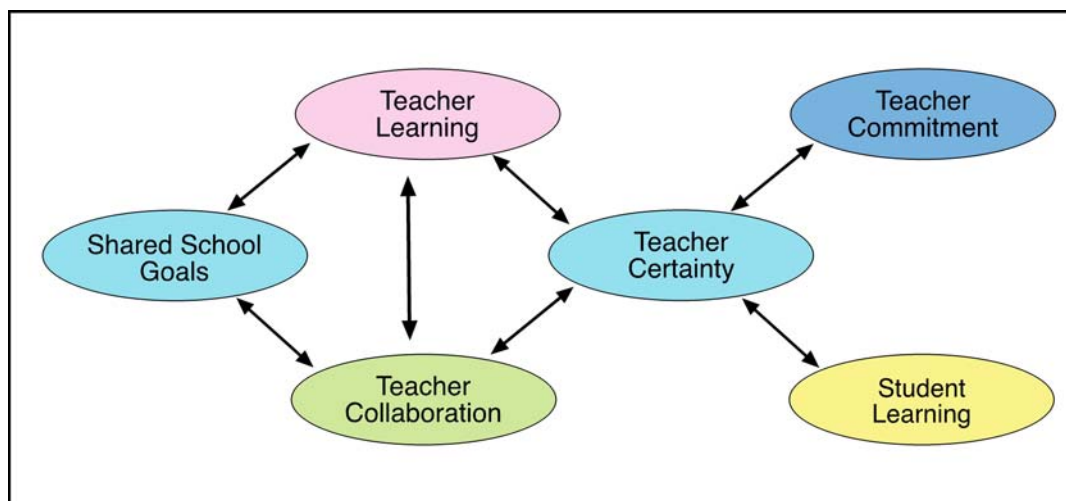 Teacher
Learning
Teacher
Commitment
Shared School
Goals
Teacher
Certainty
Teacher
Collaboration
Student
Learning